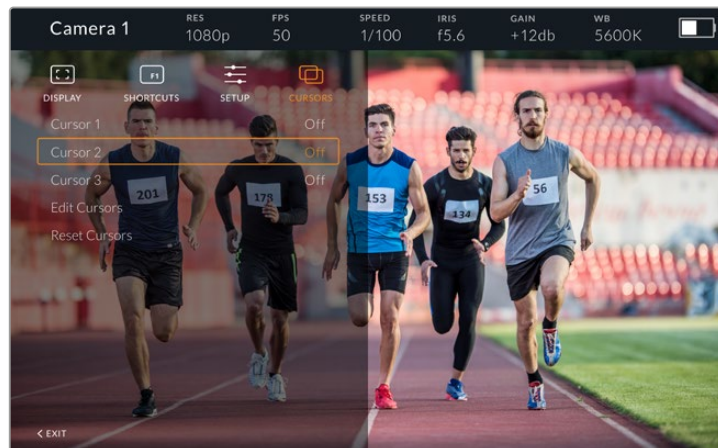 Camera 1
RES
1080p
FPS
50
SPEED
1/100
IRIS
f5.6
GAIN
+12db
WB
5600K
F1
DISPLAY
SHORTCUTS
SETUP
CURSORS
Cursor 1 Off
Cursor 2 Off
Cursor 3 Off
Edit Cursors
Reset Cursors
201
178
153
134
56
< EXIT